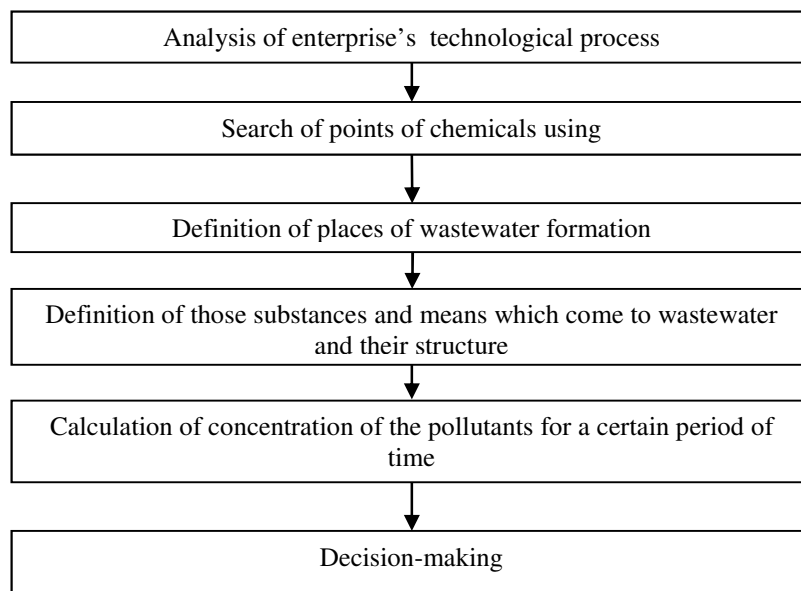 Analysis of enterprise’s technological process
Search of points of chemicals using
Definition of places of wastewater formation
Definition of those substances and means which come to wastewater
and their structure
Calculation of concentration of the pollutants for a certain period of
time
Decision-making